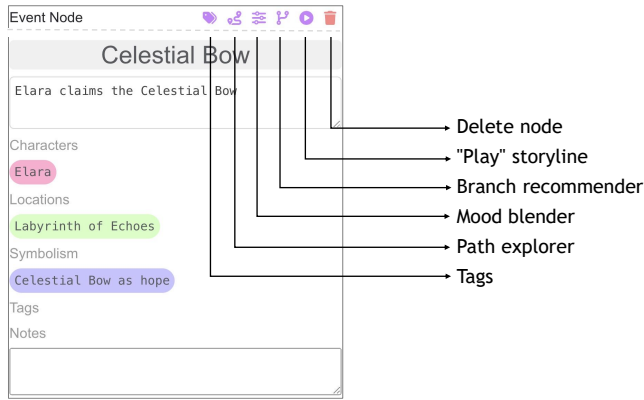 Event Node
Celestial Bow
Elara claims the Celestial Bow
Characters
Elara
Locations
Labyrinth of Echoes
Symbolism
Celestial Bow as hope
Tags
Notes
Delete node
"Play" storyline
Branch recommender
Mood blender
Path explorer
Tags